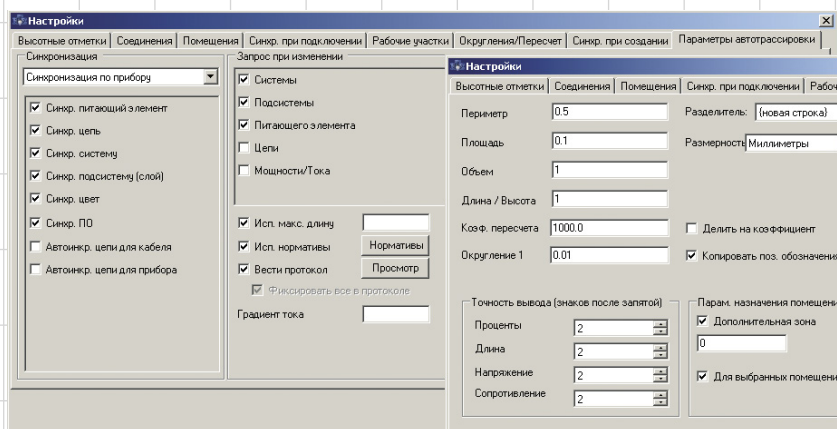 Настройки
Высотные отметки Соединения Помещения Синхр. при подключении Рабочие участки Округления/Пересчет Синхр. при создании Параметры автотрассировки
Синхронизация
Синхронизация по прибору
Синхр. питающий элемент
Синхр. цепь
Синхр. систему
Синхр. подсистему (слой)
Синхр. цвет
Синхр. ПО
Автоинкр. цепи для кабеля
Автоинкр. цепи для прибора
Запрос при изменении
Системы
Подсистемы
Питающего элемента
Цепи
Мощности/Тока
Исп. макс. длину
Исп. нормативы Нормативы
Вести протокол Просмотр
Фиксировать все в протоколе
Градиент тока
Настройки
Высотные отметки Соединения Помещения Синхр. при подключении
Периметр 0.5 Разделитель: (новая строка)
Площадь 0.1 Миллиметры
Объем 1
Длина / Высота 1
Коэф. пересчета 1000.0 Делить на коэффициент
Округление 1 0.01 Копировать поз.
Точность вывода (знаков после запятой)
Проценты 2
Длина 2
Напряжение 2
Сопротивление 2
Парам. назначения
Дополнительная зона
0
Для выбранных